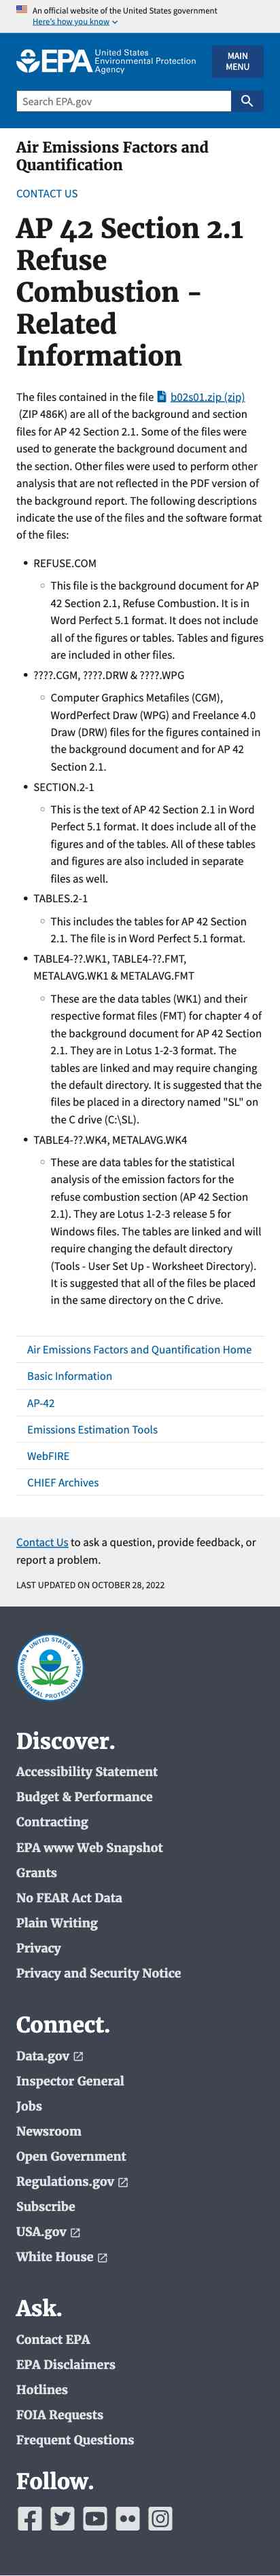 An official website of the United States government
Here's how you know
EPA United States
Environmental Protection
Agency
MAIN
MENU
Search EPA.gov
Air Emissions Factors and
Quantification
CONTACT US
AP 42 Section 2.1
Refuse
Combustion -
Related
Information
The files contained in the file b02s01.zip (zip)
(ZIP 486K) are all of the background and section
files for AP 42 Section 2.1. Some of the files were
used to generate the background document or the
section. Other files were used to perform other
analysis that are not reflected in the PDF version of
the background report. The following descriptions
indicate the use of the files and the software format
of the files:
REFUSE.COM
This file is the background document for AP
42 Section 2.1, Refuse Combustion. It is in
Word Perfect 5.1 format. It does not include
all of the figures or tables. Tables and figures
are included in other files.
????.CGM, ????.DRW & ????.WPG
Computer Graphics Metafiles (CGM),
WordPerfect Draw (WPG) and Freelance 4.0
Draw (DRW) files for the figures contained in
the background document and for AP 42
Section 2.1.
SECTION.2-1
This is the text of AP 42 Section 2.1 in Word
Perfect 5.1 format. It does include all of the
figures and of the tables. All of these tables
and figures are also included in separate
files as well.
TABLES.2-1
This includes the tables for AP 42 Section
2.1. The file is in Word Perfect 5.1 format.
TABLE4-??.WK1, TABLE4-??.FMT,
METALAVG.WK1 & METALAVG.FMT
These are the data tables (WK1) and their
respective format files (FMT) for chapter 4 of
the background document for AP 42 Section
2.1. They are in Lotus 1-2-3 format. The
tables are linked and may require changing
the default directory. It is suggested that the
files be placed in a directory named "SL" on
the C drive (C:\SL).
TABLE4-??.WK4, METALAVG.WK4
These are data tables for the statistical
analysis of the emission factors for the
refuse combustion section (AP 42 Section
2.1). They are Lotus 1-2-3 release 5 for
Windows files. The tables are linked and will
require changing the default directory
(Tools - User Set Up - Worksheet Directory).
It is suggested that all of the files be placed
in the same directory on the C drive.
Air Emissions Factors and Quantification Home
Basic Information
AP-42
Emissions Estimation Tools
WebFIRE
CHIEF Archives
Contact Us to ask a question, provide feedback, or
report a problem.
LAST UPDATED ON OCTOBER 28, 2022
UNITED STATES
ENVIRONMENTAL PROTECTION AGENCY
Discover.
Accessibility Statement
Budget & Performance
Contracting
EPA www Web Snapshot
Grants
No FEAR Act Data
Plain Writing
Privacy
Privacy and Security Notice
Connect.
Data.gov
Inspector General
Jobs
Newsroom
Open Government
Regulations.gov
Subscribe
USA.gov
White House
Ask.
Contact EPA
EPA Disclaimers
Hotlines
FOIA Requests
Frequent Questions
Follow.